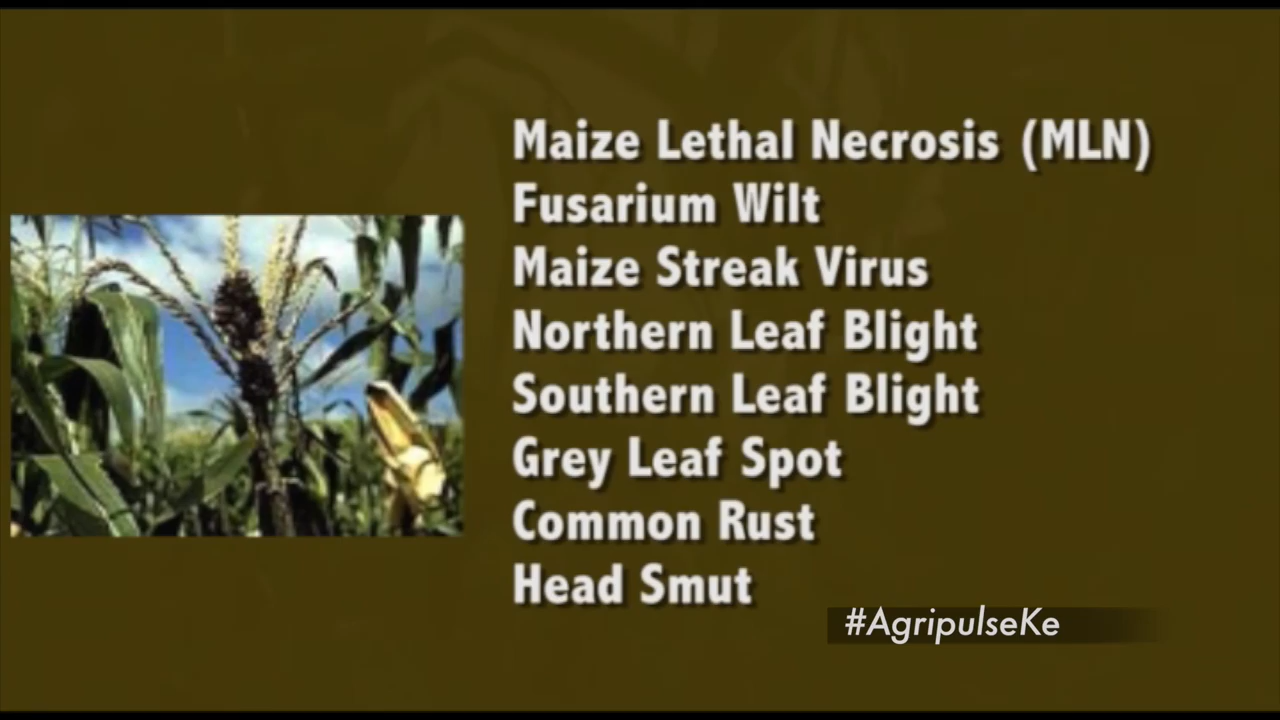 Maize Lethal Necrosis (MLN)
Fusarium Wilt
Maize Streak Virus
Northern Leaf Blight
Southern Leaf Blight
Grey Leaf Spot
Common Rust
Head Smut
#AgripulseKe